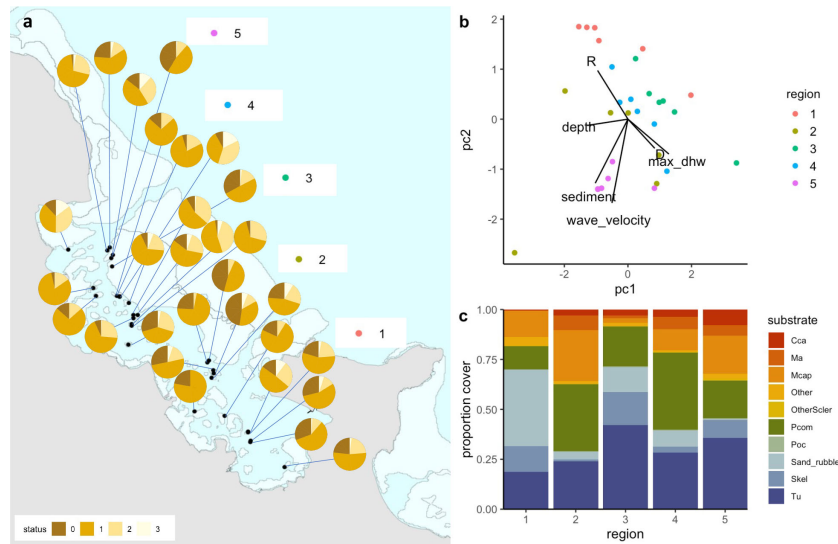 a
5
4
3
2
1
status 0 1 2 3
b
2
1
0
-1
-2
pc2
-2 0 2
pc1
R
depth
D
max_dhw
sediment
wave_velocity
region
1
2
3
4
5
c
1.00
0.75
0.50
0.25
0.00
proportion cover
1 2 3 4 5
region
substrate
Cca
Ma
Mcap
Other
OtherScler
Pcom
Poc
Sand_rubble
Skel
Tu